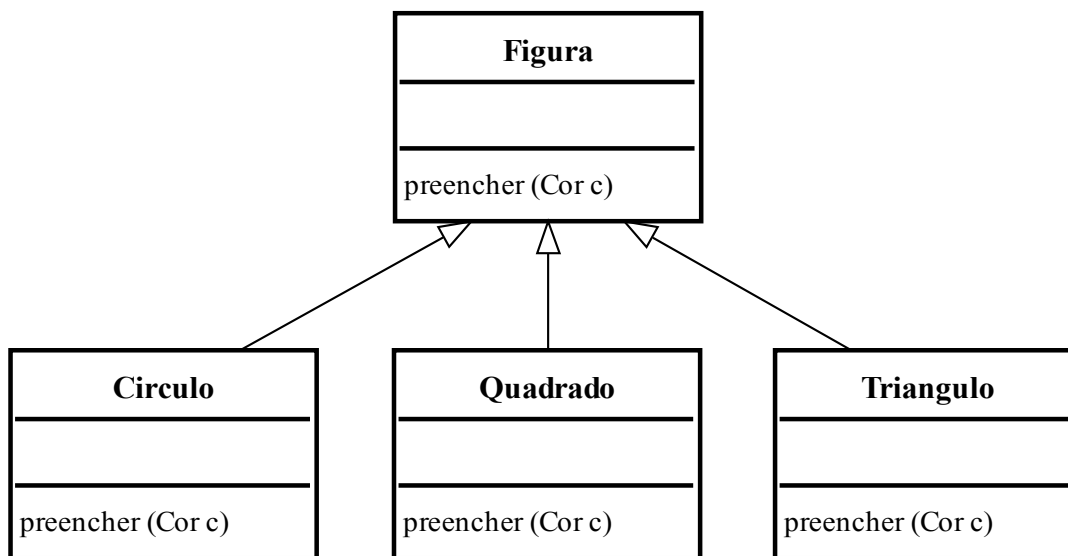 Figura
preencher (Cor c)
Circulo
preencher (Cor c)
Quadrado
preencher (Cor c)
Triangulo
preencher (Cor c)